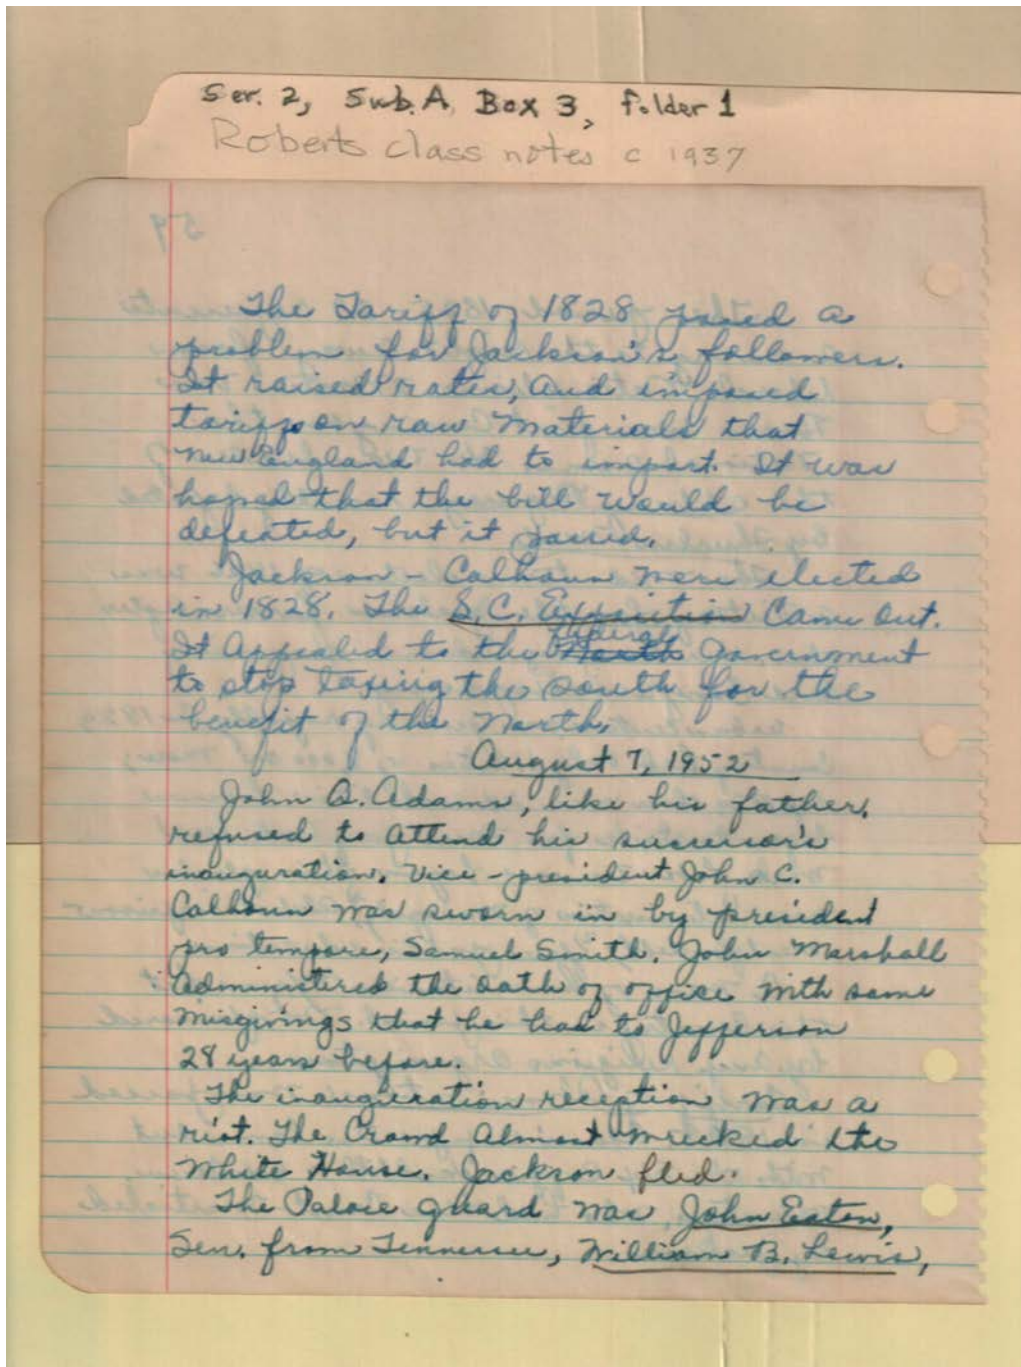 Ser. 2, Sub. A, Box 3, folder 1
Roberts class notes c 1937
59
The Tariff of 1828 posed a
problem for Jackson's followers.
It raised rates, and imposed
tariffs on raw materials that
New England had to import. It was
hoped that the bill would be
defeated, but it passed.
Jackson - Calhoun were elected
in 1828. The S.C. Exposition came out.
It appealed to the federal North government
to stop taxing the south for the
benefit of the North.
August 7, 1952
John Q. Adams, like his father,
refused to attend his successor's
inauguration. Vice-president John C.
Calhoun was sworn in by president
pro tempore, Samuel Smith. John Marshall
administered the oath of office with same
misgivings that he had to Jefferson
28 years before.
The inauguration reception was a
riot. The Crowd almost wrecked the
White House. Jackson fled.
The Palace guard was John Eaton,
Sen. from Tennessee, William B. Lewis,